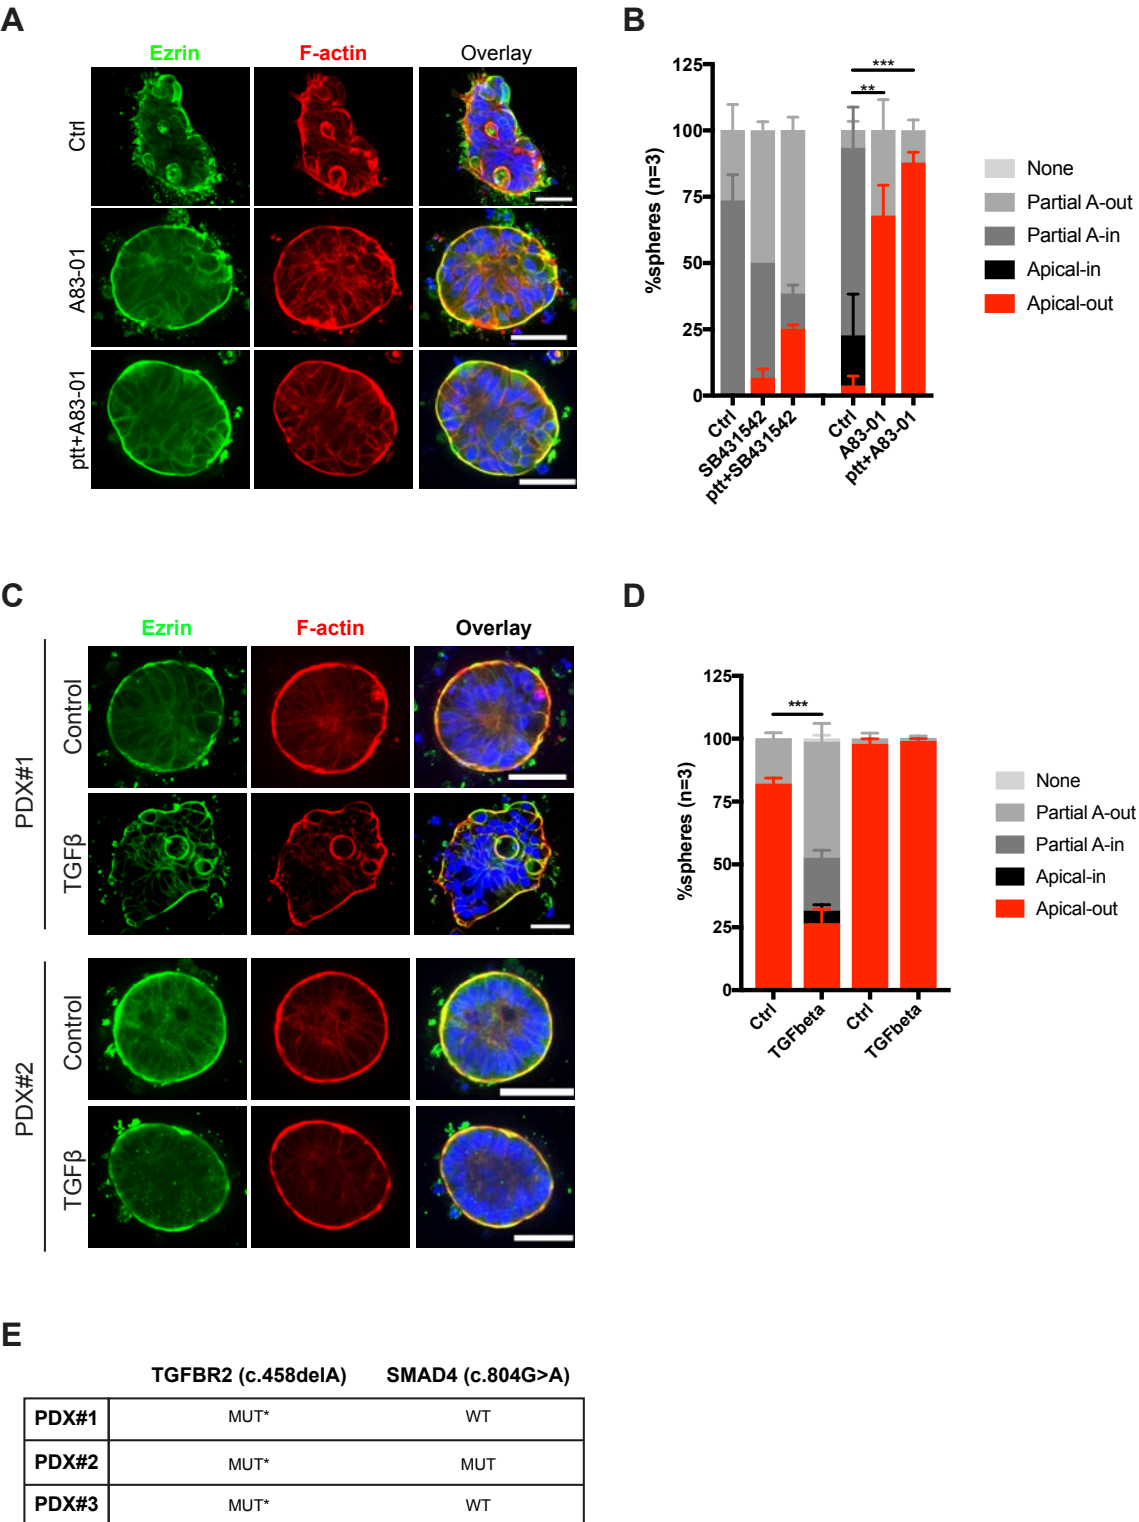 A
Ezrin F-actin Overlay
Ctrl
A83-01
ptt+A83-01
B
125
100
75
50
25
0
%spheres (n=3)
***
**
Ctrl
SB431542
ptt+SB431542
Ctrl
A83-01
ptt+A83-01
None
Partial A-out
Partial A-in
Apical-in
Apical-out
C
Ezrin F-actin Overlay
PDX#1
Control
TGFβ
PDX#2
Control
TGFβ
D
125
100
75
50
25
0
%spheres (n=3)
***
Ctrl
TGFbeta
Ctrl
TGFbeta
None
Partial A-out
Partial A-in
Apical-in
Apical-out
E
TGFBR2 (c.458delA) SMAD4 (c.804G>A)
PDX#1 MUT* WT
PDX#2 MUT* MUT
PDX#3 MUT* WT